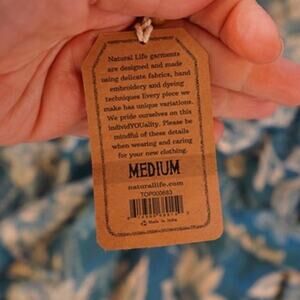 Natural Life garments
are designed and made
using delicate fabrics, hand
embroidery and dyeing
techniques Every piece we
make has unique variations.
We pride ourselves on this
individYOUality. Please be
mindful of these details
when wearing and caring
for your new clothing.
MEDIUM
naturallife.com
TOP000883
Made in India